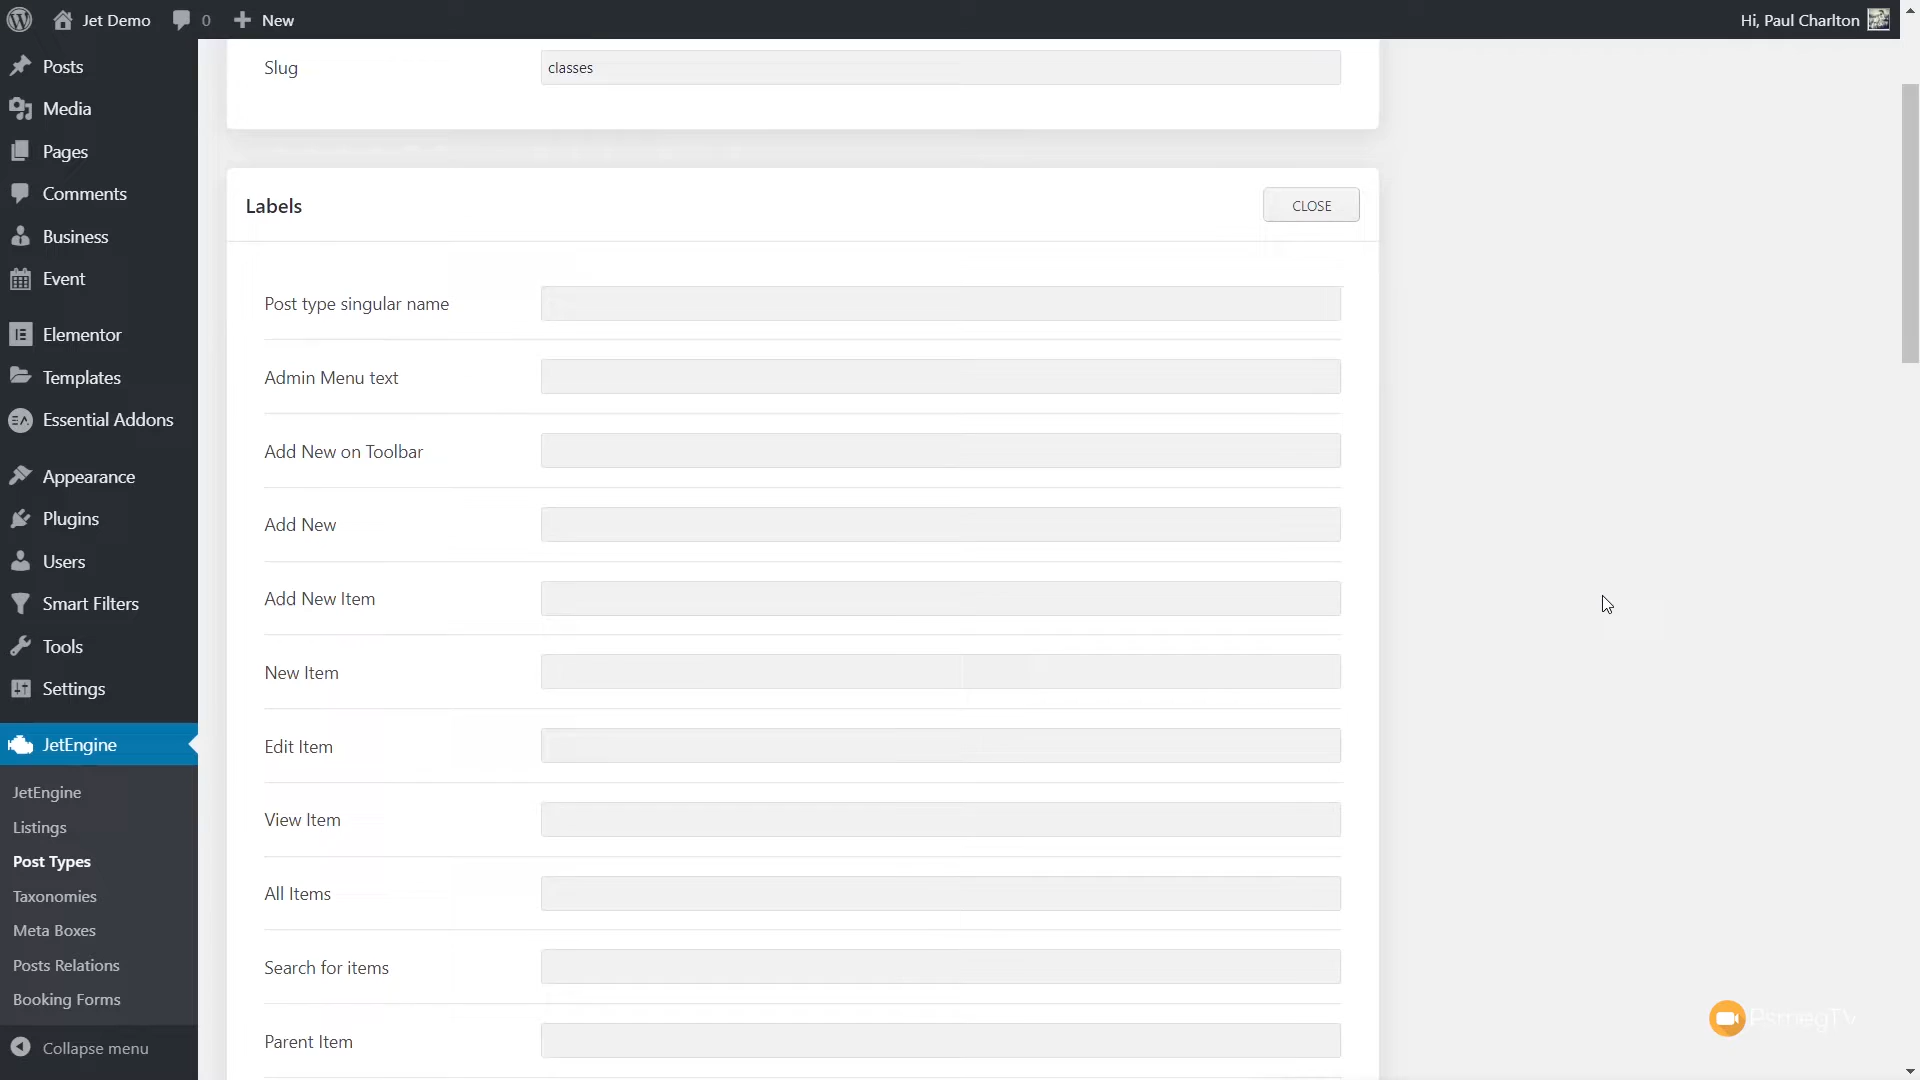 Jet Demo
0
New
Hi, Paul Charlton
Posts
Media
Pages
Comments
Business
Event
Elementor
Templates
Essential Addons
Appearance
Plugins
Users
Smart Filters
Tools
Settings
JetEngine
JetEngine
Listings
Post Types
Taxonomies
Meta Boxes
Posts Relations
Booking Forms
Collapse menu
Slug
classes
Labels
CLOSE
Post type singular name
Admin Menu text
Add New on Toolbar
Add New
Add New Item
New Item
Edit Item
View Item
All Items
Search for items
Parent Item
PsmegTV